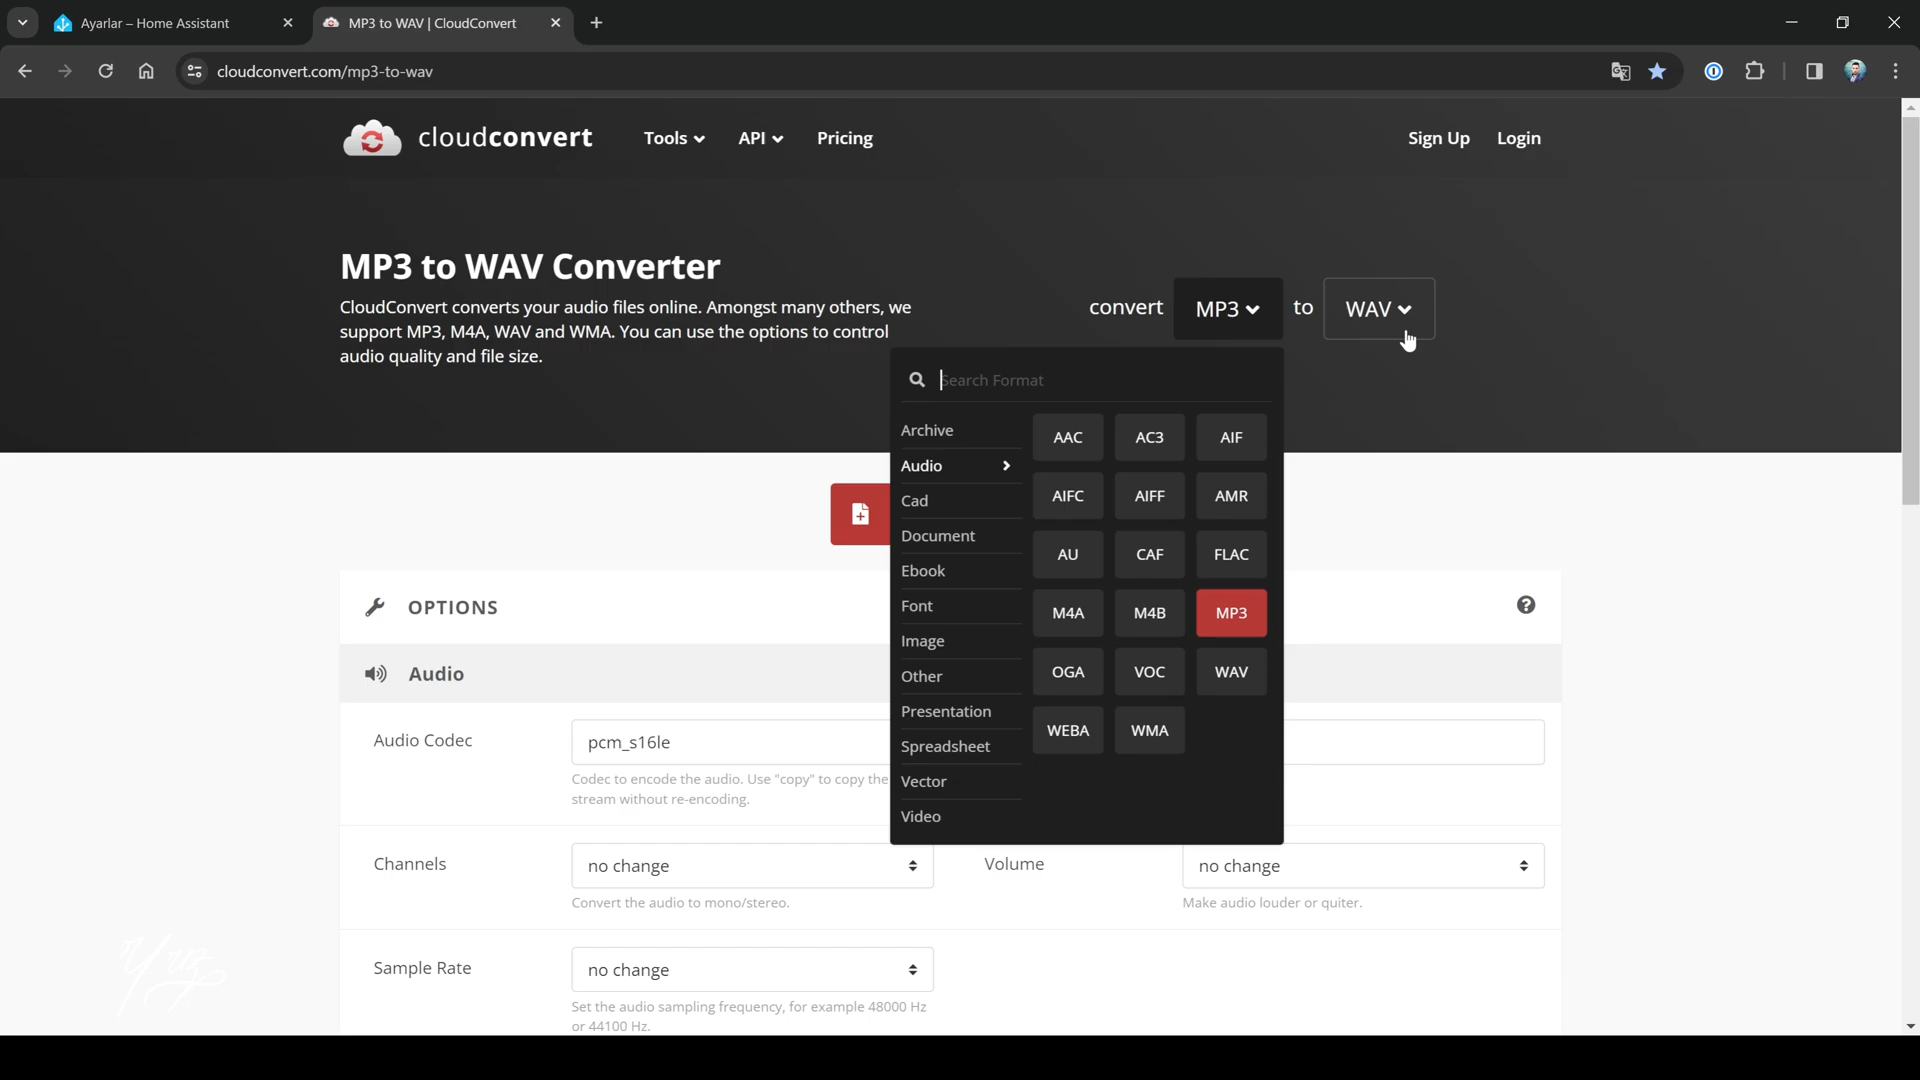 Ayarlar – Home Assistant
MP3 to WAV | CloudConvert
cloudconvert.com/mp3-to-wav
cloudconvert
Tools
API
Pricing
Sign Up
Login
MP3 to WAV Converter
CloudConvert converts your audio files online. Amongst many others, we
support MP3, M4A, WAV and WMA. You can use the options to control
audio quality and file size.
convert MP3 to WAV
Search Format
Archive
Audio
Cad
Document
Ebook
Font
Image
Other
Presentation
Spreadsheet
Vector
Video
AAC AC3 AIF
AIFC AIFF AMR
AU CAF FLAC
M4A M4B MP3
OGA VOC WAV
WEBA WMA
OPTIONS
Audio
Audio Codec
pcm_s16le
Codec to encode the audio. Use "copy" to copy the
stream without re-encoding.
Channels
no change
Convert the audio to mono/stereo.
Volume
no change
Make audio louder or quiter.
Sample Rate
no change
Set the audio sampling frequency, for example 48000 Hz
or 44100 Hz.